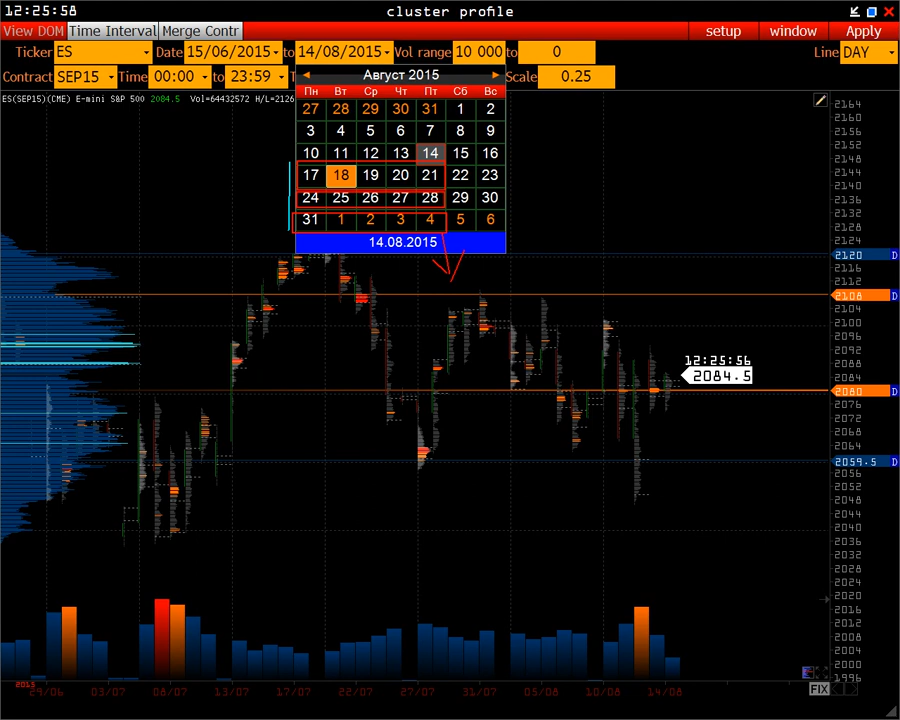 12:25:58 cluster profile
View DOM Time Interval Merge Contr setup window Apply
Ticker ES Date 15/06/2015 to 14/08/2015 Vol range 10 000 to 0 Line DAY
Contract SEP15 Time 00:00 to 23:59 Scale 0.25
ES(SEP15)(CME) E-mini S&P 500 2084.5 Vol=64432572 H/L=2126
Август 2015
Пн Вт Ср Чт Пт Сб Вс
27 28 29 30 31 1 2
3 4 5 6 7 8 9
10 11 12 13 14 15 16
17 18 19 20 21 22 23
24 25 26 27 28 29 30
31 1 2 3 4 5 6
14.08.2015
2164
2160
2156
2152
2148
2144
2140
2136
2132
2128
2124
2120 D
2116
2112
2108 D
2104
2100
2096
2092
2088
2084
12:25:56
2084.5
2080 D
2076
2072
2068
2064
2059.5 D
2056
2052
2048
2044
2040
2036
2032
2028
2024
2020
2016
2012
2008
2004
2000
1996
FIX
2015
29/06 03/07 08/07 13/07 17/07 22/07 27/07 31/07 05/08 10/08 14/08